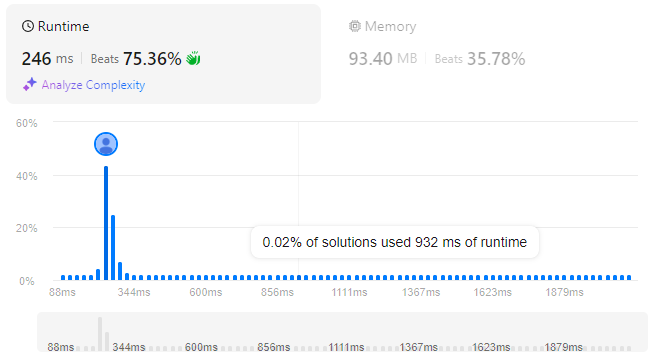 Runtime
Memory
246 ms | Beats 75.36%
93.40 MB | Beats 35.78%
Analyze Complexity
60%
40%
20%
0%
0.02% of solutions used 932 ms of runtime
88ms 344ms 600ms 856ms 1111ms 1367ms 1623ms 1879ms
88ms 344ms 600ms 856ms 1111ms 1367ms 1623ms 1879ms